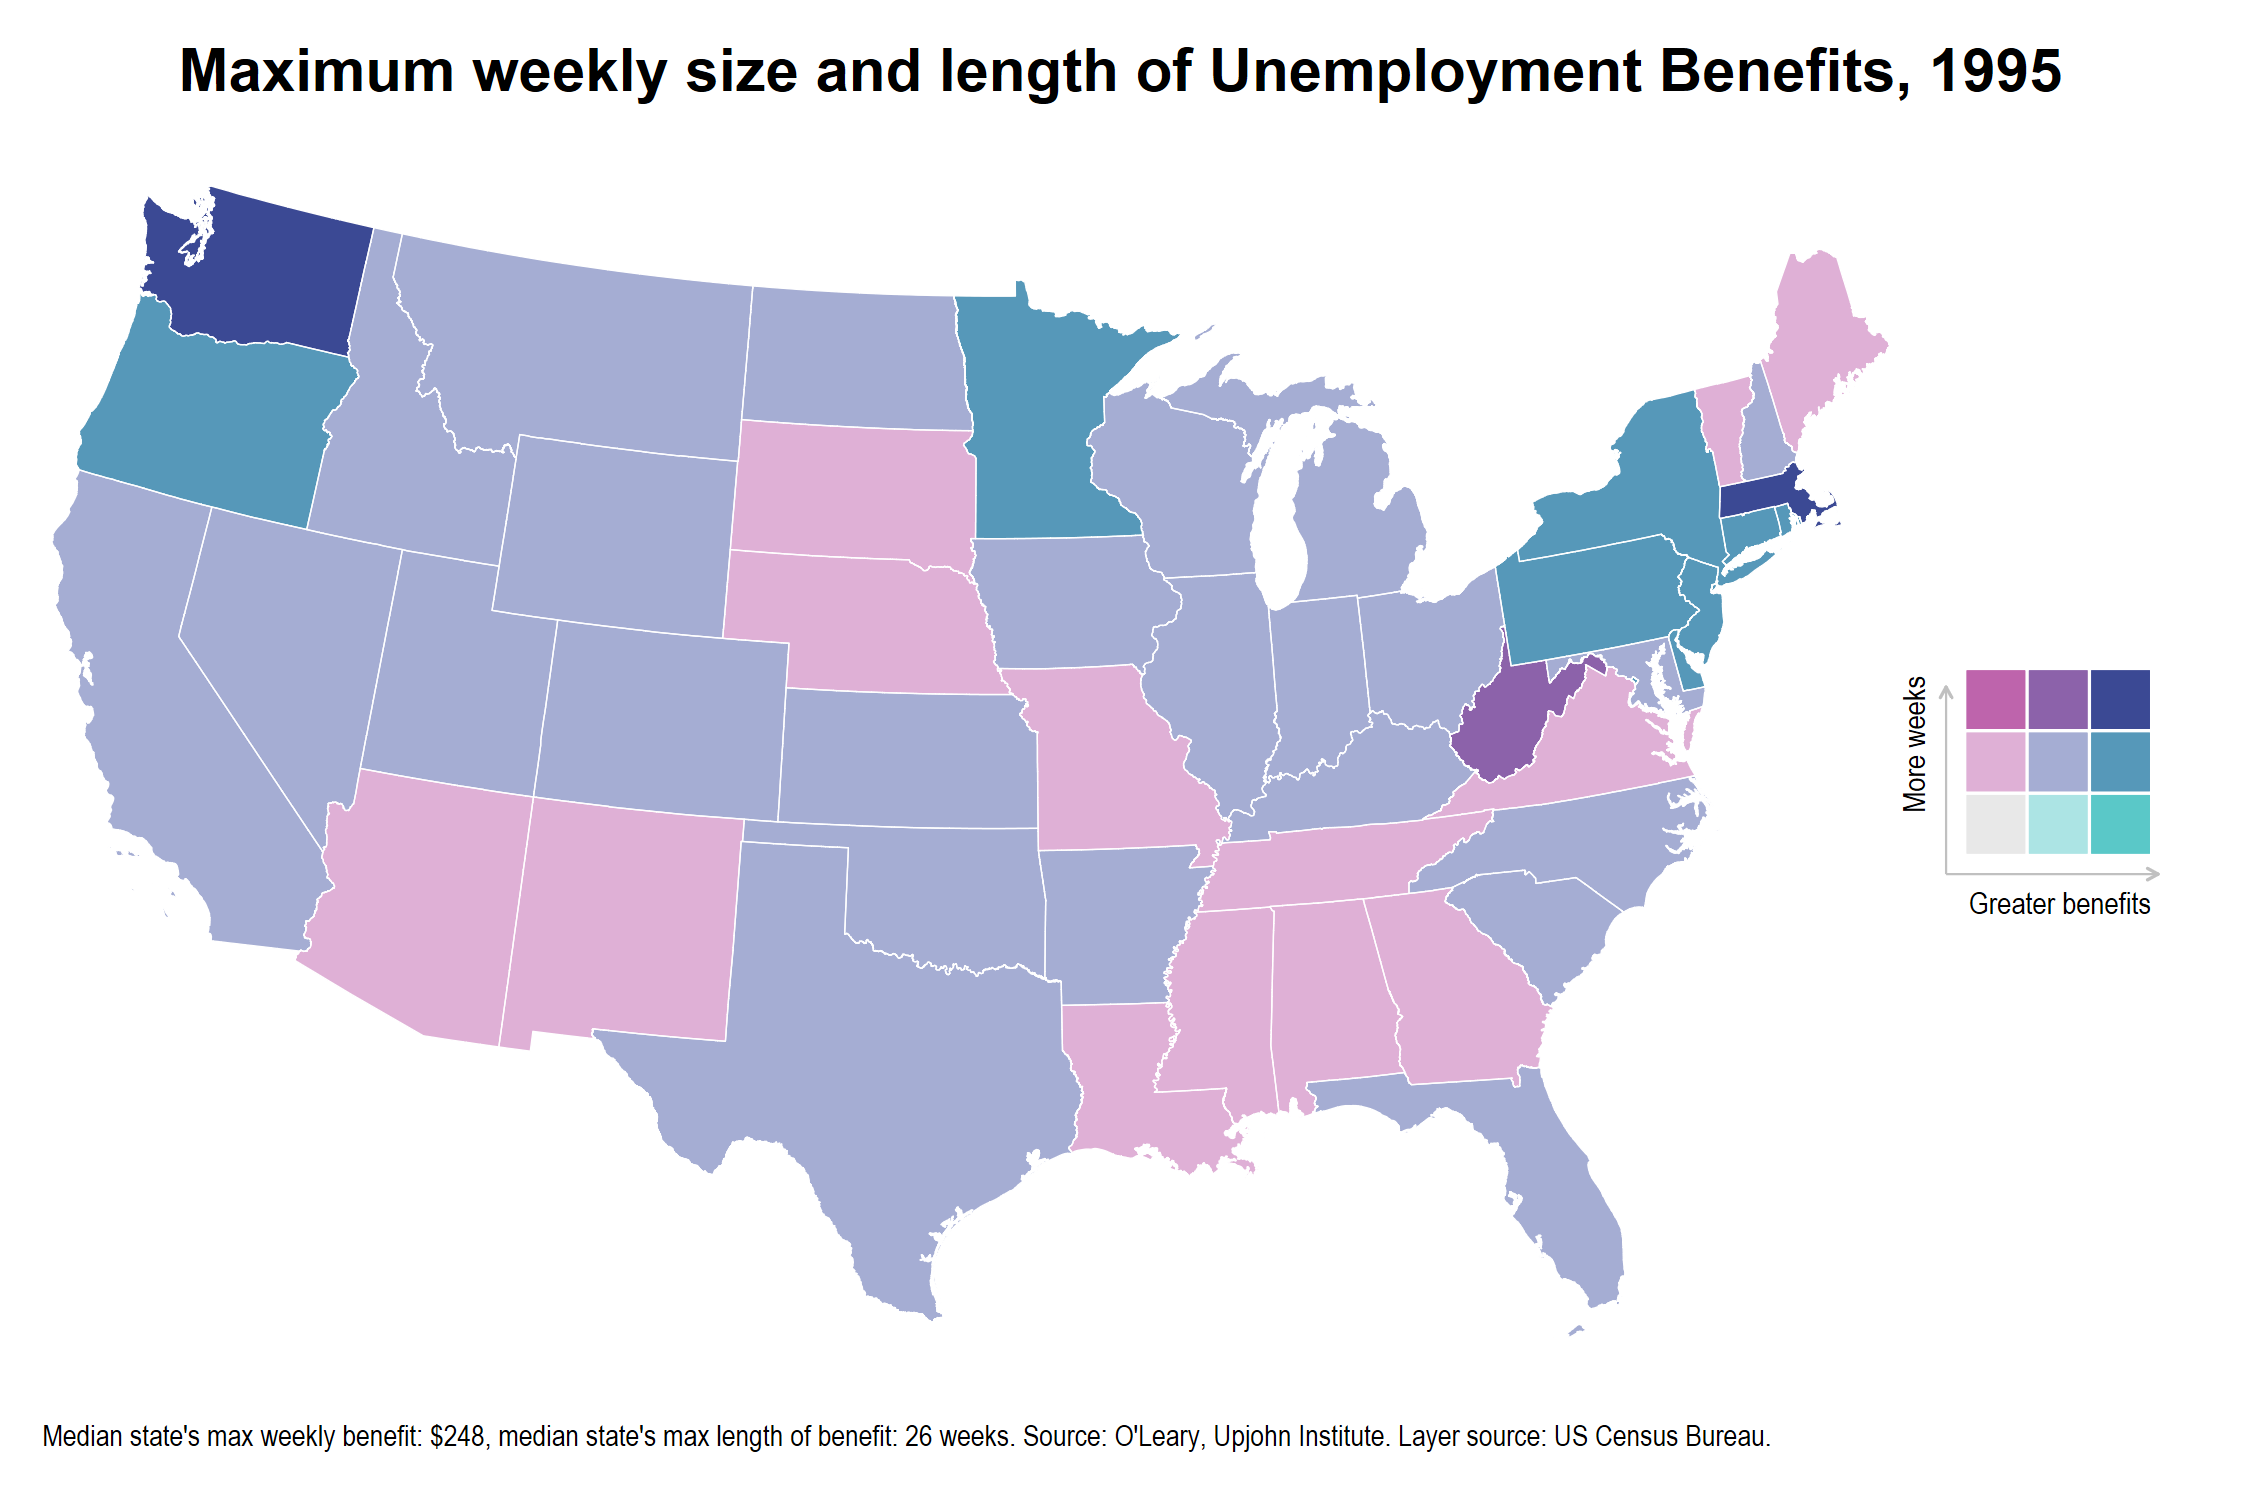 Maximum weekly size and length of Unemployment Benefits, 1995
More weeks
Greater benefits
Median state's max weekly benefit: $248, median state's max length of benefit: 26 weeks. Source: O'Leary, Upjohn Institute. Layer source: US Census Bureau.